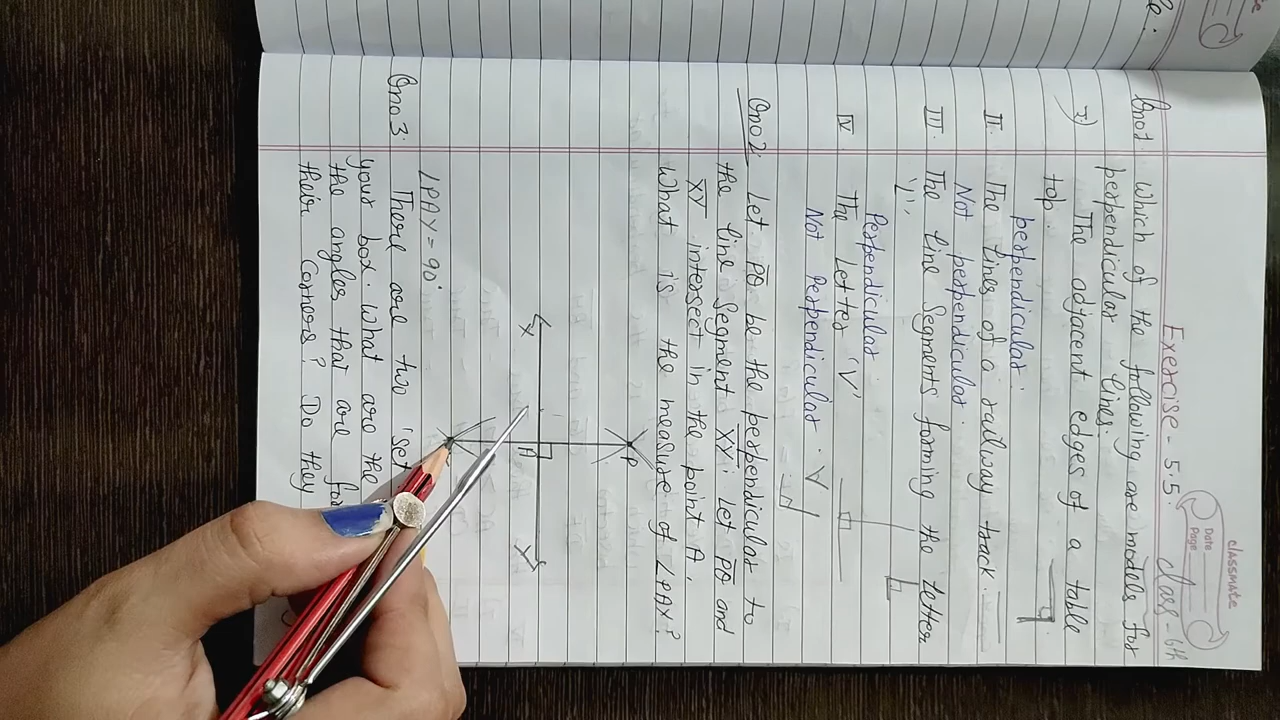 classmate
Date
Page
Exercise - 5.5 class - 6th
Qno1. Which of the following are models for
perpendicular lines:
I) The adjacent edges of a table
top.
perpendicular.
II. The lines of a railway track.
Not perpendicular.
III. The line segments forming the letter
'L'.
Perpendicular
IV The Letter 'V'
Not Perpendicular. V
Qno2. Let PQ be the perpendicular to
the line segment XY. Let PQ and
XY intersect in the point A.
What is the measure of ∠PAX?
P
X A Y
∠PAY = 90°
Qno3. There are two 'set
your box. What are the
the angles that are
their corners? Do they